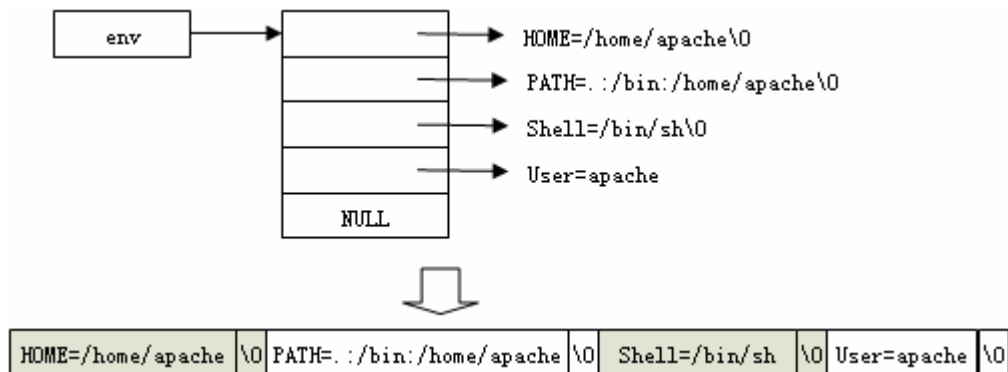 env
HOME=/home/apache\0
PATH=.:/bin:/home/apache\0
Shell=/bin/sh\0
User=apache
NULL
HOME=/home/apache \0 PATH=.:/bin:/home/apache \0 Shell=/bin/sh \0 User=apache \0